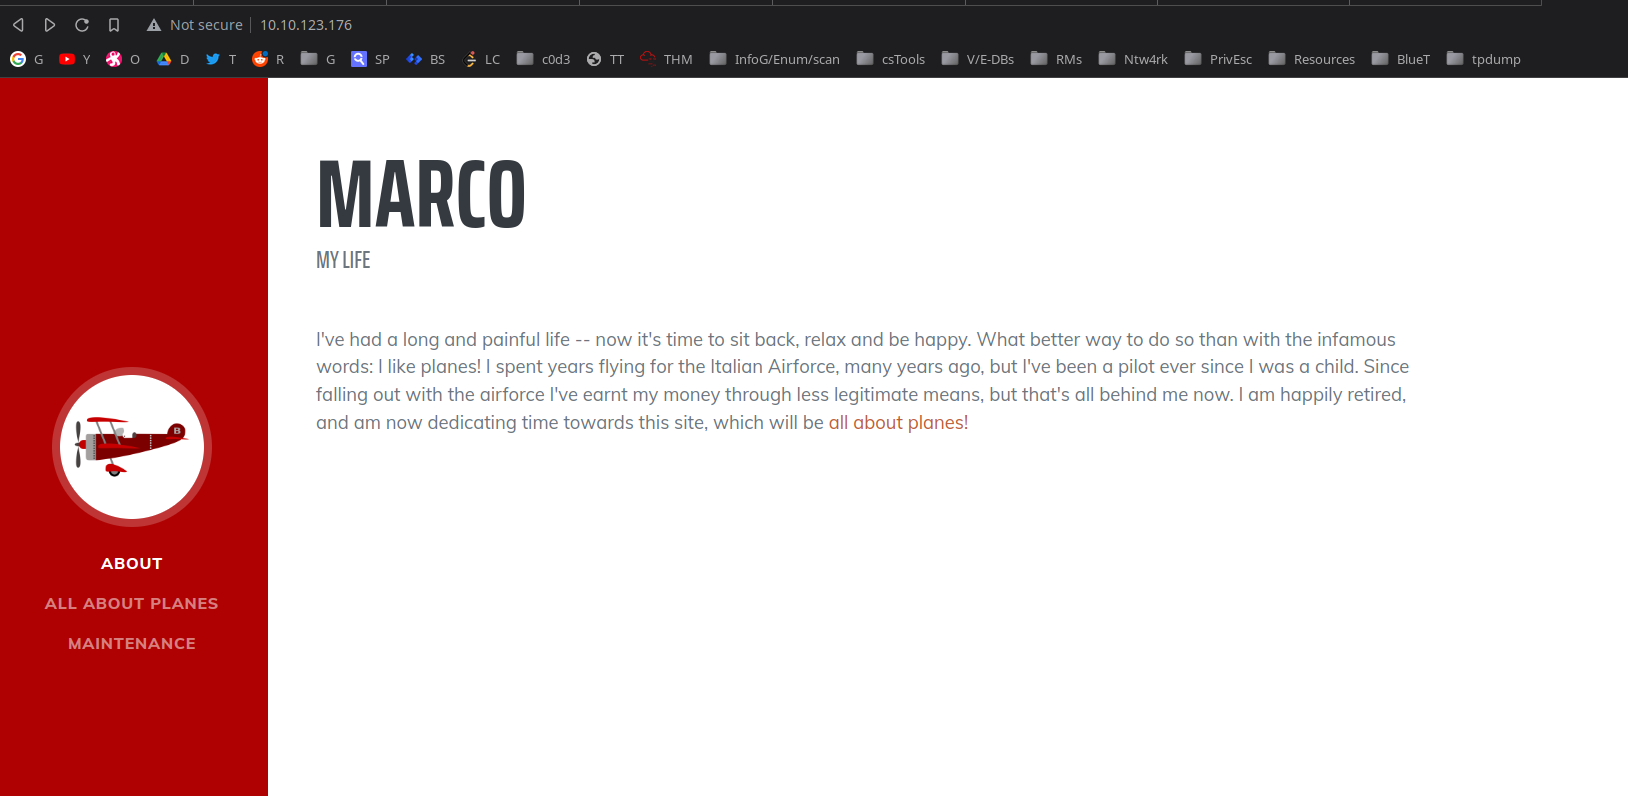 Not secure 10.10.123.176
G Y O D T R G SP BS LC c0d3 TT THM InfoG/Enum/scan csTools V/E-DBs RMs Ntw4rk PrivEsc Resources BlueT tpdump
MARCO
MY LIFE
I've had a long and painful life -- now it's time to sit back, relax and be happy. What better way to do so than with the infamous
words: I like planes! I spent years flying for the Italian Airforce, many years ago, but I've been a pilot ever since I was a child. Since
falling out with the airforce I've earnt my money through less legitimate means, but that's all behind me now. I am happily retired,
and am now dedicating time towards this site, which will be all about planes!
B
ABOUT
ALL ABOUT PLANES
MAINTENANCE